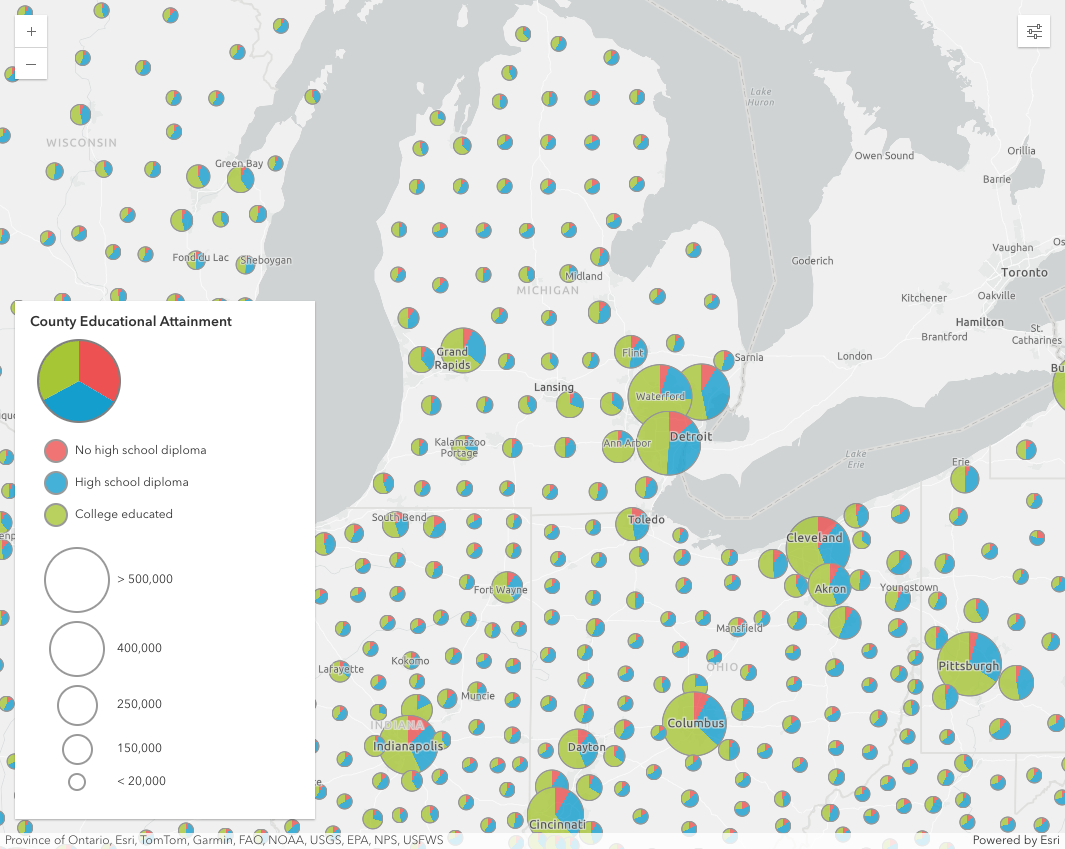 +
−
Lake
Huron
WISCONSIN
Green Bay
Owen Sound
Orillia
Barrie
Fond du Lac
Sheboygan
Vaughan
Os
Toronto
Goderich
Midland
MICHIGAN
Kitchener
Oakville
Hamilton
St.
Catharines
Brantford
County Educational Attainment
Grand
Rapids
Flint
Sarnia
London
Lansing
Waterford
Bu
No high school diploma
High school diploma
College educated
Kalamazoo
Portage
Ann Arbor
Detroit
Lake
Erie
Erie
South Bend
Toledo
Cleveland
Akron
Youngstown
Fort Wayne
> 500,000
400,000
250,000
150,000
< 20,000
Mansfield
OHIO
Pittsburgh
Lafayette
Kokomo
Muncie
INDIANA
Indianapolis
Columbus
Dayton
Cincinnati
Province of Ontario, Esri, TomTom, Garmin, FAO, NOAA, USGS, EPA, NPS, USFWS
Powered by Esri